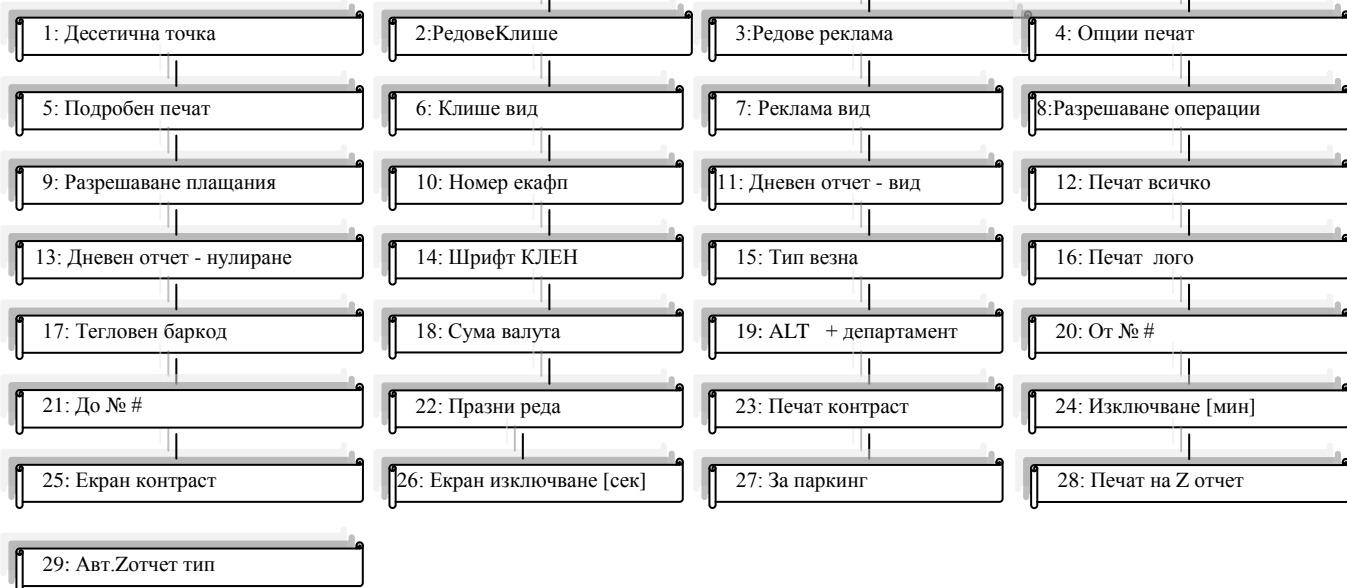 1: Десетична точка
2:РедовеКлише
3:Редове реклама
4: Опции печат
5: Подробен печат
6: Клише вид
7: Реклама вид
8:Разрешаване операции
9: Разрешаване плащания
10: Номер екафп
11: Дневен отчет - вид
12: Печат всичко
13: Дневен отчет - нулиране
14: Шрифт КЛЕН
15: Тип везна
16: Печат лого
17: Тегловен баркод
18: Сума валута
19: ALT + департамент
20: От № #
21: До № #
22: Празни реда
23: Печат контраст
24: Изключване [мин]
25: Екран контраст
26: Екран изключване [сек]
27: За паркинг
28: Печат на Z отчет
29: Авт.Zотчет тип